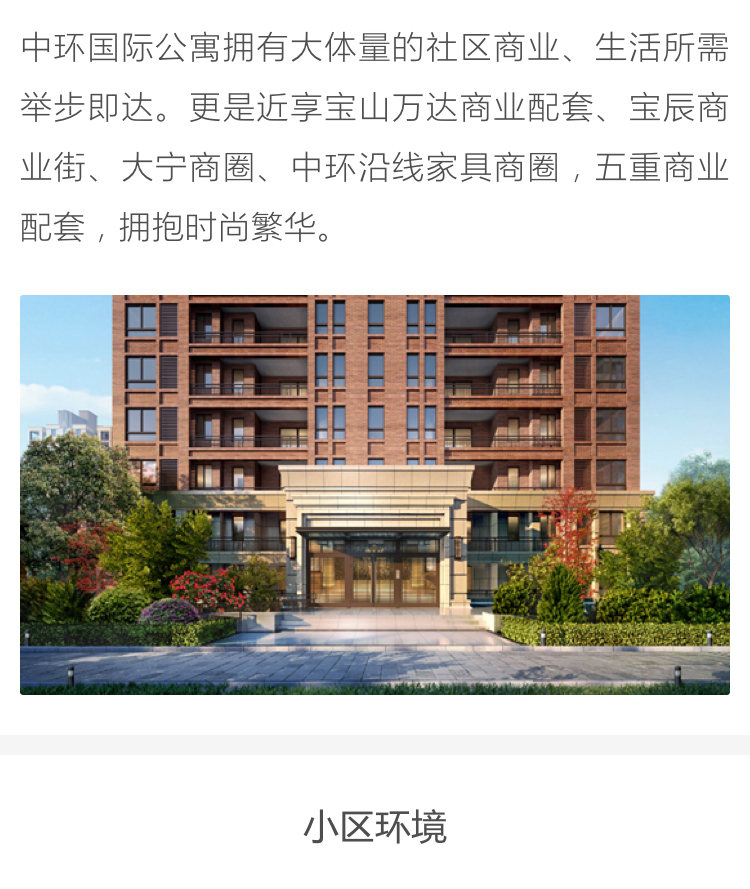 中环国际公寓拥有大体量的社区商业、生活所需
举步即达。更是近享宝山万达商业配套、宝辰商
业街、大宁商圈、中环沿线家具商圈，五重商业
配套，拥抱时尚繁华。
小区环境